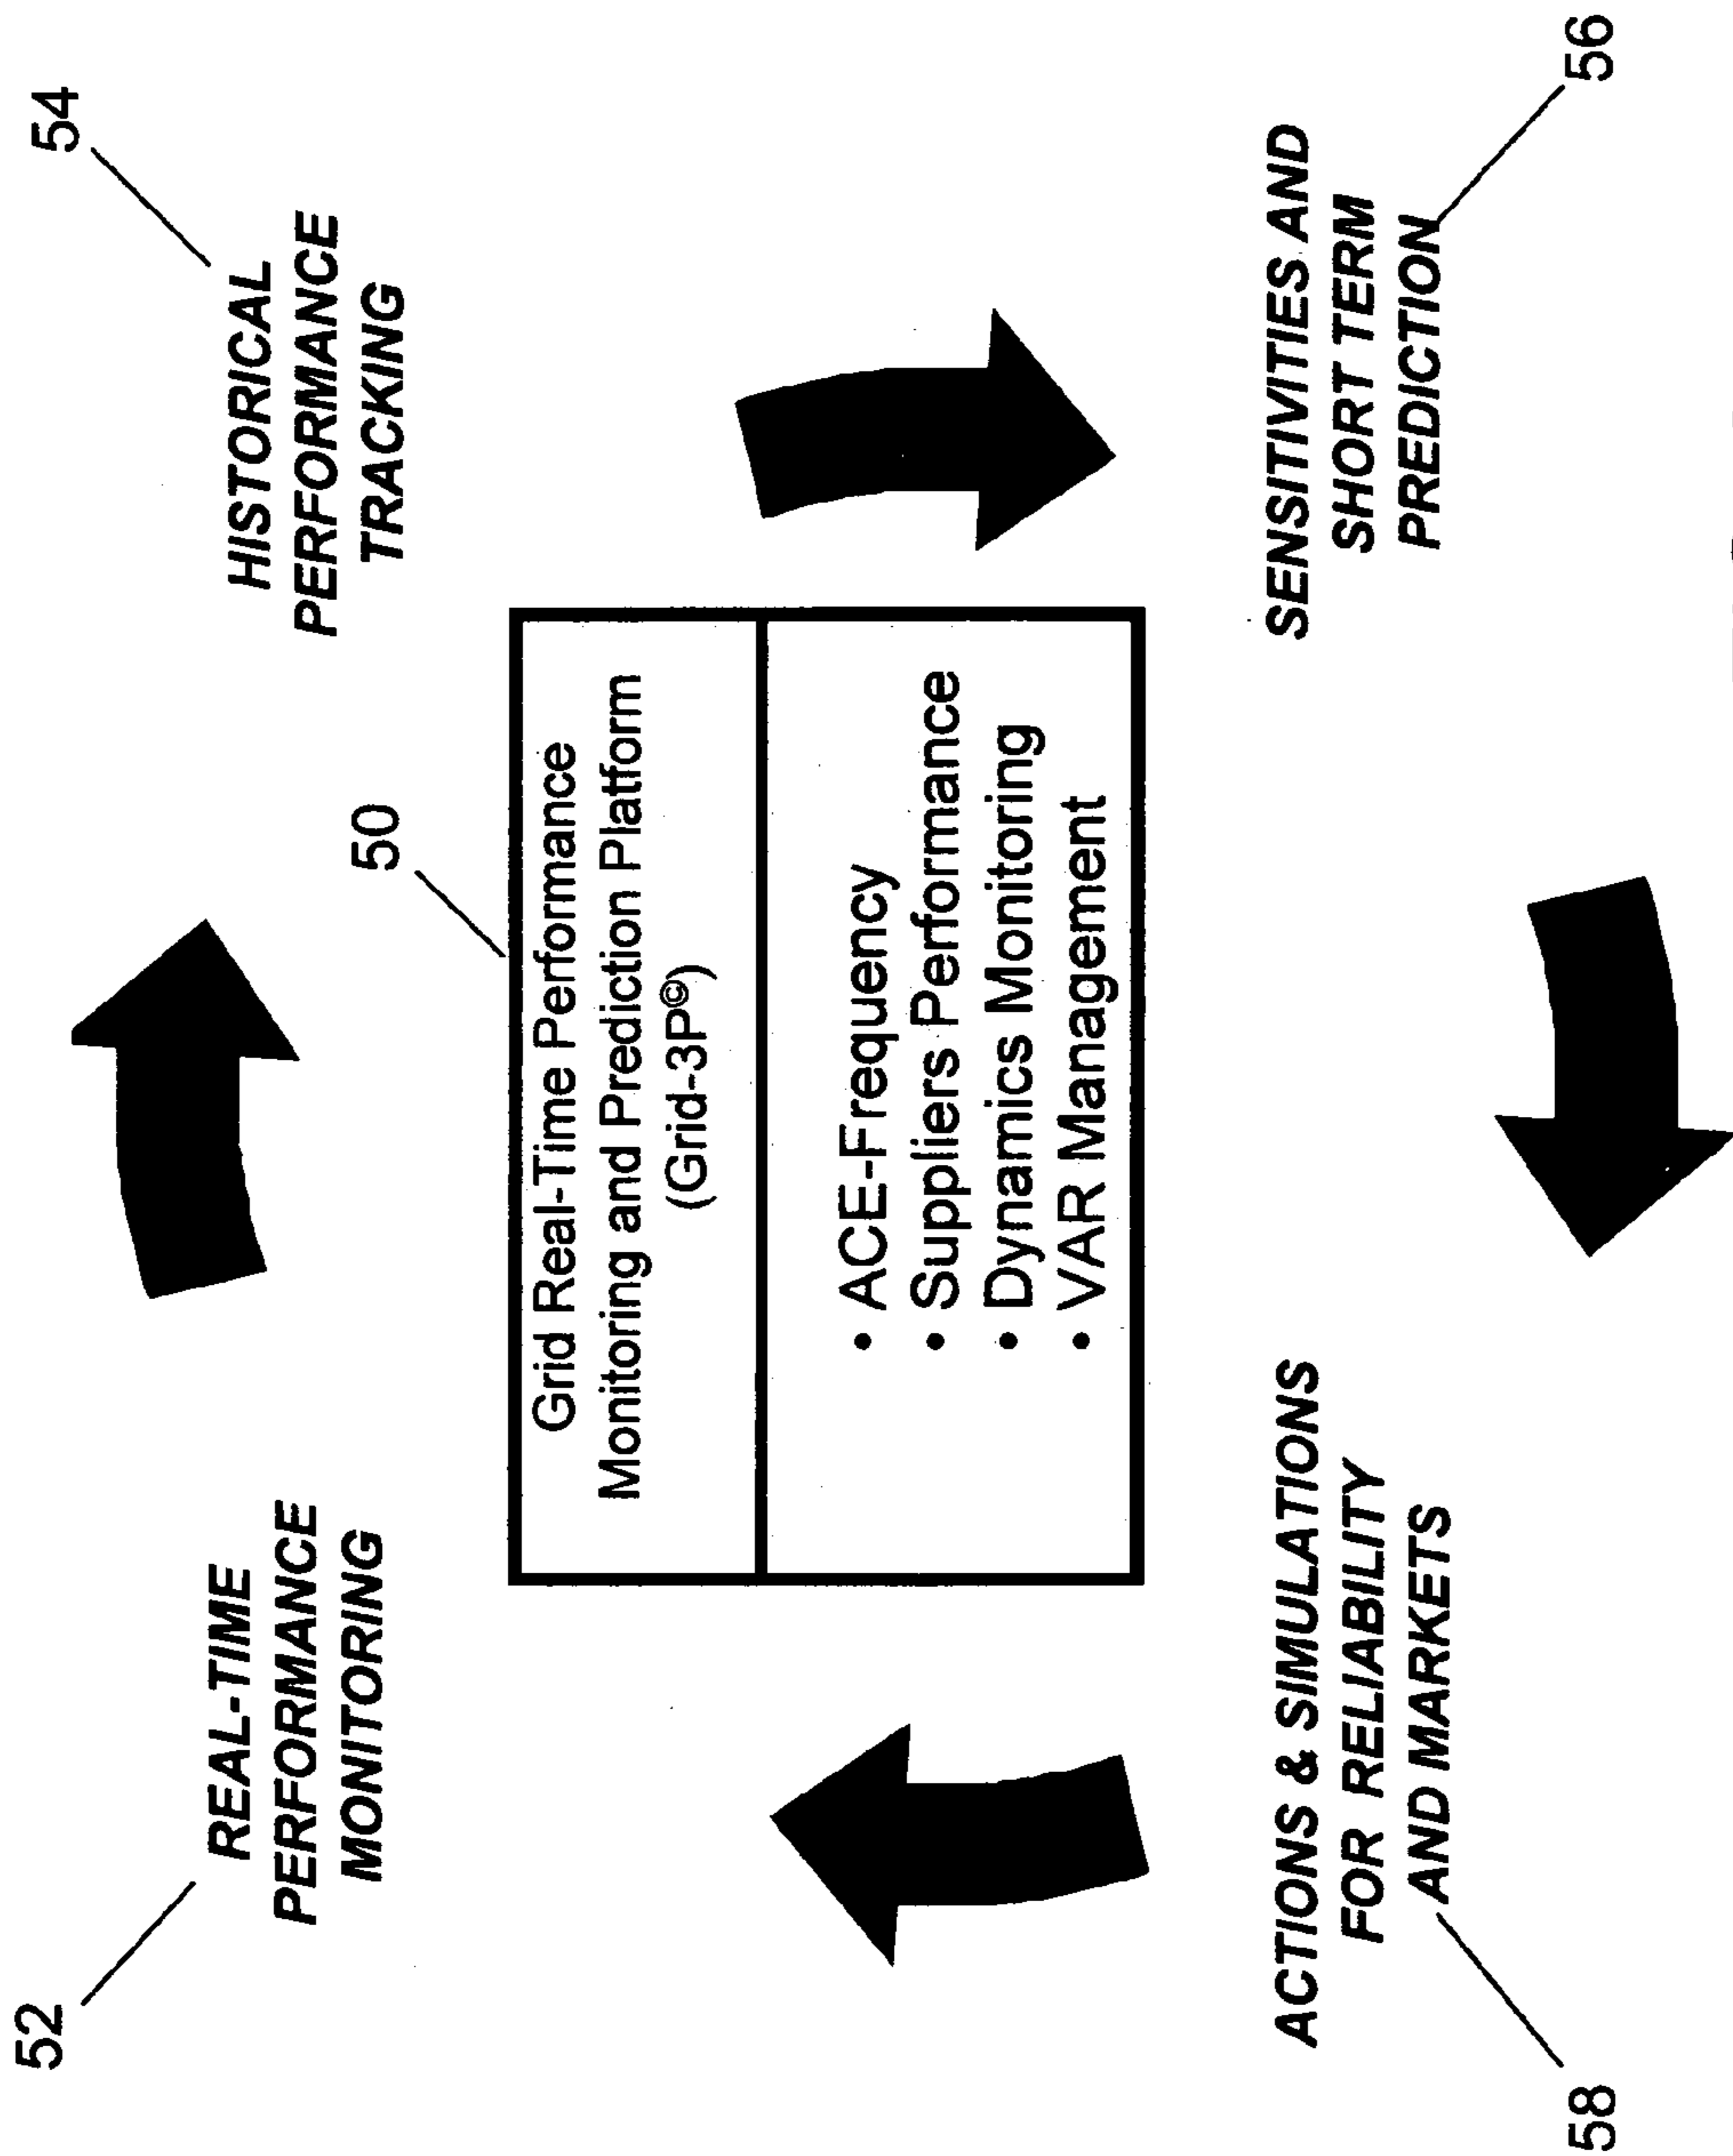 52
REAL-TIME
PERFORMANCE
MONITORING
54
HISTORICAL
PERFORMANCE
TRACKING
50
Grid Real-Time Performance
Monitoring and Prediction Platform
(Grid-3P©)
• ACE-Frequency
• Suppliers Performance
• Dynamics Monitoring
• VAR Management
58
ACTIONS & SIMULATIONS
FOR RELIABILITY
AND MARKETS
56
SENSITIVITIES AND
SHORT TERM
PREDICTION